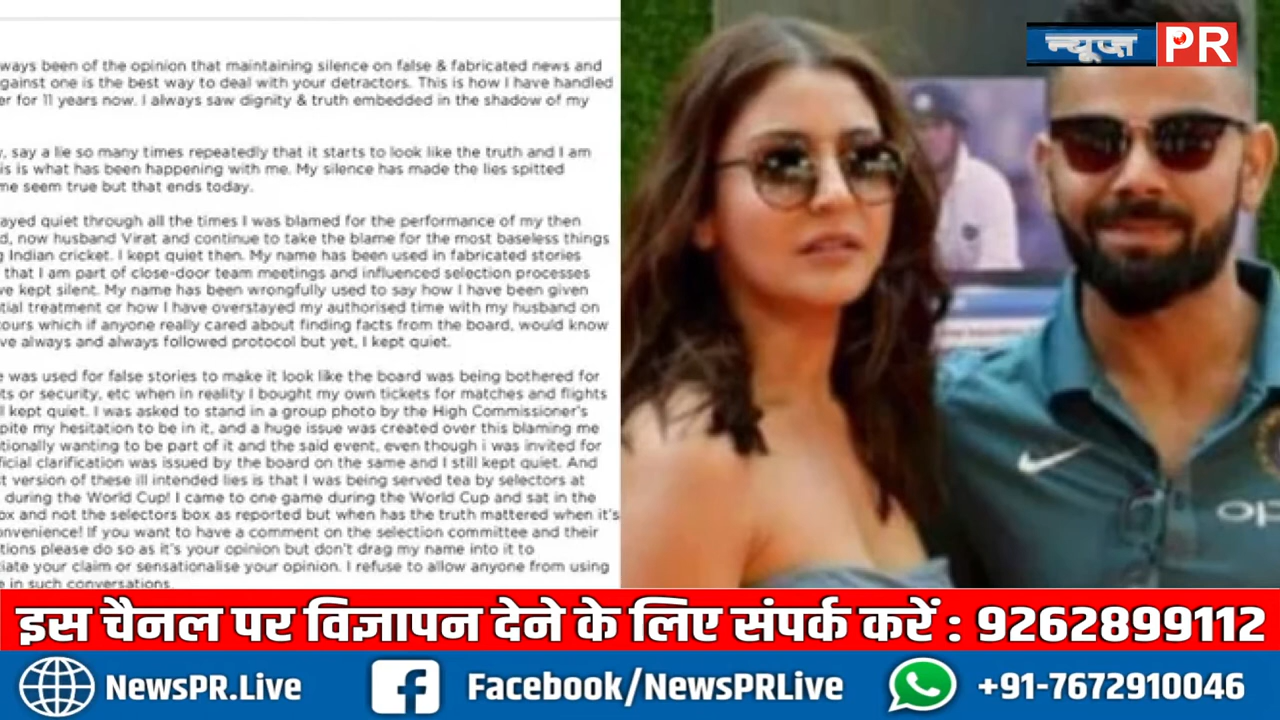 ways been of the opinion that maintaining silence on false & fabricated news and
gainst one is the best way to deal with your detractors. This is how I have handled
er for 11 years now. I always saw dignity & truth embedded in the shadow of my
, say a lie so many times repeatedly that it starts to look like the truth and I am
is is what has been happening with me. My silence has made the lies spitted
me seem true but that ends today.
ayed quiet through all the times I was blamed for the performance of my then
d, now husband Virat and continue to take the blame for the most baseless things
g Indian cricket. I kept quiet then. My name has been used in fabricated stories
that I am part of close-door team meetings and influenced selection processes
ve kept silent. My name has been wrongfully used to say how I have been given
tial treatment or how I have overstayed my authorised time with my husband on
tours which if anyone really cared about finding facts from the board, would know
ve always and always followed protocol but yet, I kept quiet.
e was used for false stories to make it look like the board was being bothered for
ts or security, etc when in reality I bought my own tickets for matches and flights
l kept quiet. I was asked to stand in a group photo by the High Commissioner's
spite my hesitation to be in it, and a huge issue was created over this blaming me
ntionally wanting to be part of it and the said event, even though i was invited for
ficial clarification was issued by the board on the same and I still kept quiet. And
st version of these ill intended lies is that I was being served tea by selectors at
during the World Cup! I came to one game during the World Cup and sat in the
ox and not the selectors box as reported but when has the truth mattered when it's
onvenience! If you want to have a comment on the selection committee and their
tions please do so as it's your opinion but don't drag my name into it to
iate your claim or sensationalise your opinion. I refuse to allow anyone from using
e in such conversations.
न्यूज़ PR
OPP
इस चैनल पर विज्ञापन देने के लिए संपर्क करें : 9262899112
NewsPR.Live Facebook/NewsPRLive +91-7672910046